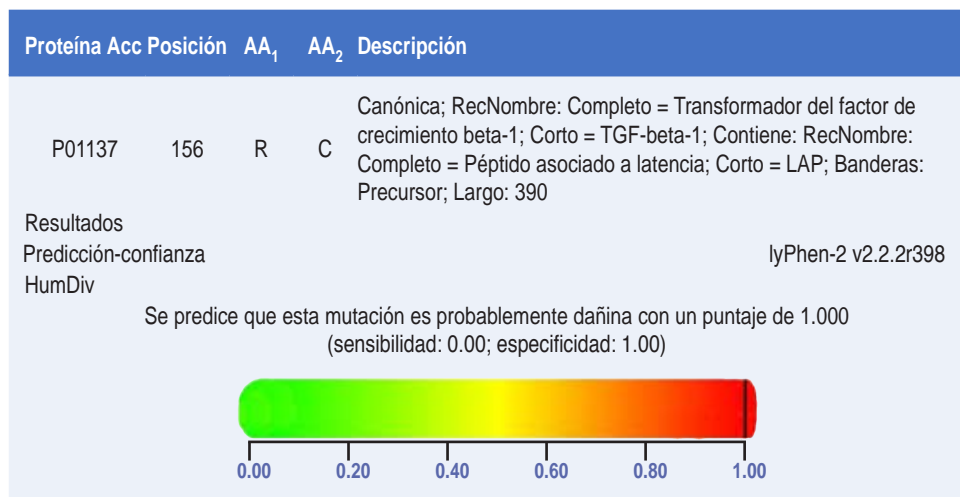 Proteína Acc Posición AA1 AA2 Descripción
Canónica; RecNombre: Completo = Transformador del factor de
crecimiento beta-1; Corto = TGF-beta-1; Contiene: RecNombre:
P01137 156 R C
Completo = Péptido asociado a latencia; Corto = LAP; Banderas:
Precursor; Largo: 390
Resultados
Predicción-confianza lyPhen-2 v2.2.2r398
HumDiv
Se predice que esta mutación es probablemente dañina con un puntaje de 1.000
(sensibilidad: 0.00; especificidad: 1.00)
0.00 0.20 0.40 0.60 0.80 1.00